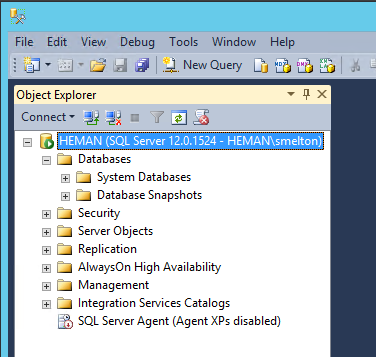 File Edit View Debug Tools Window Help
New Query
Object Explorer
Connect
HEMAN (SQL Server 12.0.1524 - HEMAN\smelton)
Databases
System Databases
Database Snapshots
Security
Server Objects
Replication
AlwaysOn High Availability
Management
Integration Services Catalogs
SQL Server Agent (Agent XPs disabled)